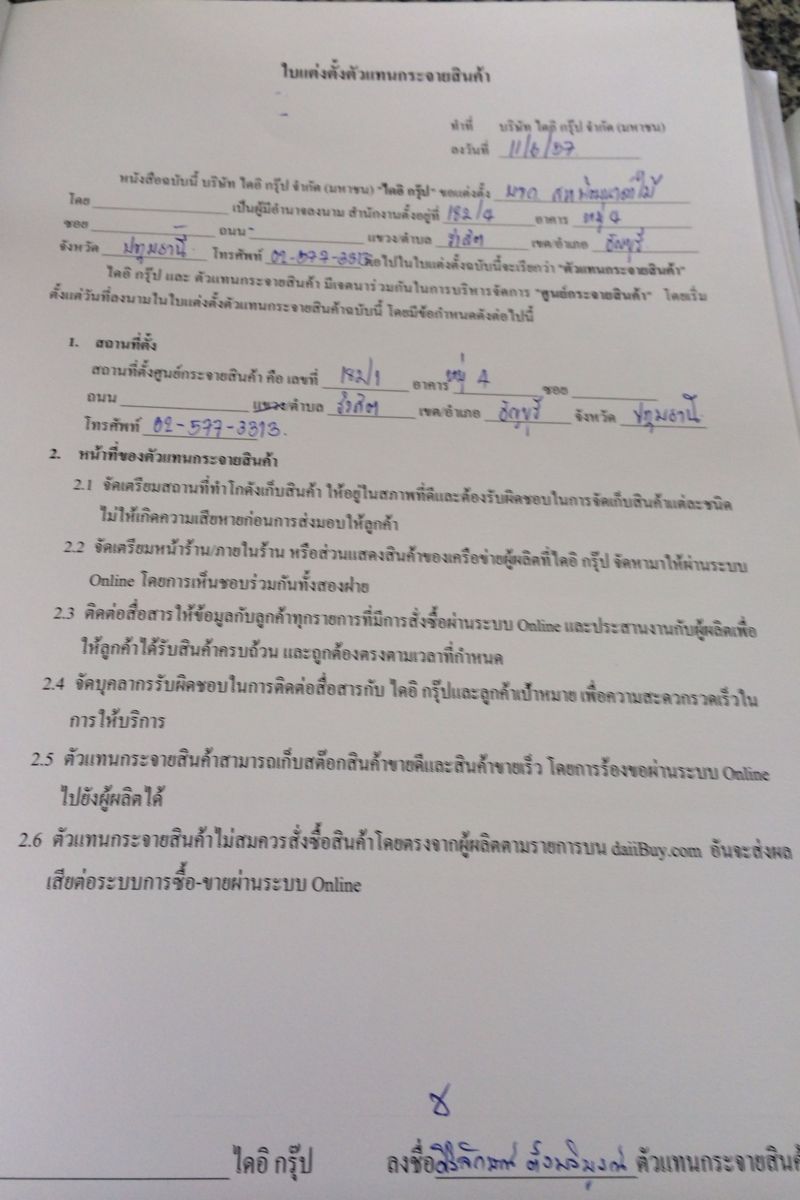 ใบแต่งตั้งตัวแทนกระจายสินค้า
ทำที่ บริษัท ไดอิ กรุ๊ป จำกัด (มหาชน)
ลงวันที่ 11/6/57
หนังสือฉบับนี้ บริษัท ไดอิ กรุ๊ป จำกัด (มหาชน) "ไดอิ กรุ๊ป" ขอแต่งตั้ง
โดย เป็นผู้มีอำนาจลงนาม สำนักงานตั้งอยู่ที่ 182/4 อาคาร หมู่ 4
ซอย ถนน - แขวง/ตำบล รังสิต เขต/อำเภอ ธัญบุรี
จังหวัด ปทุมธานี โทรศัพท์ 02-577-3313 ต่อไปในใบแต่งตั้งฉบับนี้จะเรียกว่า "ตัวแทนกระจายสินค้า"
ไดอิ กรุ๊ป และ ตัวแทนกระจายสินค้า มีเจตนาร่วมกันในการบริหารจัดการ "ศูนย์กระจายสินค้า" โดยเริ่ม
ตั้งแต่วันที่ลงนามในใบแต่งตั้งตัวแทนกระจายสินค้าฉบับนี้ โดยมีข้อกำหนดดังต่อไปนี้
1. สถานที่ตั้ง
สถานที่ตั้งศูนย์กระจายสินค้า คือ เลขที่ 182/1 อาคาร หมู่ 4 ซอย
ถนน แขวง/ตำบล รังสิต เขต/อำเภอ ธัญบุรี จังหวัด ปทุมธานี
โทรศัพท์ 02-577-3313.
2. หน้าที่ของตัวแทนกระจายสินค้า
2.1 จัดเตรียมสถานที่ทำโกดังเก็บสินค้า ให้อยู่ในสภาพที่ดีและต้องรับผิดชอบในการจัดเก็บสินค้าแต่ละชนิด
ไม่ให้เกิดความเสียหายก่อนการส่งมอบให้ลูกค้า
2.2 จัดเตรียมหน้าร้าน/ภายในร้าน หรือส่วนแสดงสินค้าของเครือข่ายผู้ผลิตที่ไดอิ กรุ๊ป จัดหามาให้ผ่านระบบ
Online โดยการเห็นชอบร่วมกันทั้งสองฝ่าย
2.3 ติดต่อสื่อสารให้ข้อมูลกับลูกค้าทุกรายการที่มีการสั่งซื้อผ่านระบบ Online และประสานงานกับผู้ผลิตเพื่อ
ให้ลูกค้าได้รับสินค้าครบถ้วน และถูกต้องตรงตามเวลาที่กำหนด
2.4 จัดบุคลากรรับผิดชอบในการติดต่อสื่อสารกับ ไดอิ กรุ๊ปและลูกค้าเป้าหมาย เพื่อความสะดวกรวดเร็วใน
การให้บริการ
2.5 ตัวแทนกระจายสินค้าสามารถเก็บสต๊อกสินค้าขายดีและสินค้าขายเร็ว โดยการร้องขอผ่านระบบ Online
ไปยังผู้ผลิตได้
2.6 ตัวแทนกระจายสินค้าไม่สมควรสั่งซื้อสินค้าโดยตรงจากผู้ผลิตตามรายการบน daiiBuy.com อันจะส่งผล
เสียต่อระบบการซื้อ-ขายผ่านระบบ Online
ไดอิ กรุ๊ป ลงชื่อ ตัวแทนกระจายสินค้